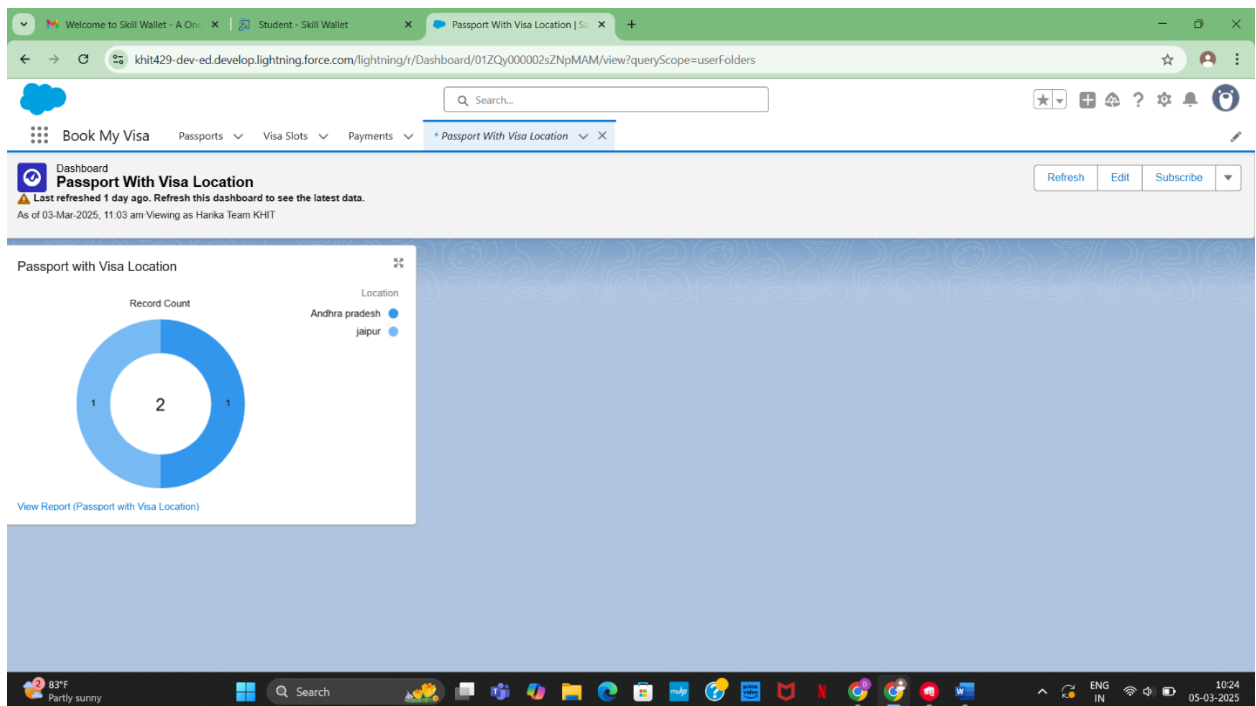 Welcome to Skill Wallet - A One
Student - Skill Wallet
Passport With Visa Location | Sa
khit429-dev-ed.develop.lightning.force.com/lightning/r/Dashboard/01ZQy000002sZNpMAM/view?queryScope=userFolders
Search...
Book My Visa
Passports
Visa Slots
Payments
* Passport With Visa Location
Dashboard
Passport With Visa Location
Last refreshed 1 day ago. Refresh this dashboard to see the latest data.
As of 03-Mar-2025, 11:03 am·Viewing as Harika Team KHIT
Refresh
Edit
Subscribe
Passport with Visa Location
Record Count
Location
Andhra pradesh
jaipur
1
2
1
View Report (Passport with Visa Location)
2
83°F
Partly sunny
Search
ENG
IN
10:24
05-03-2025